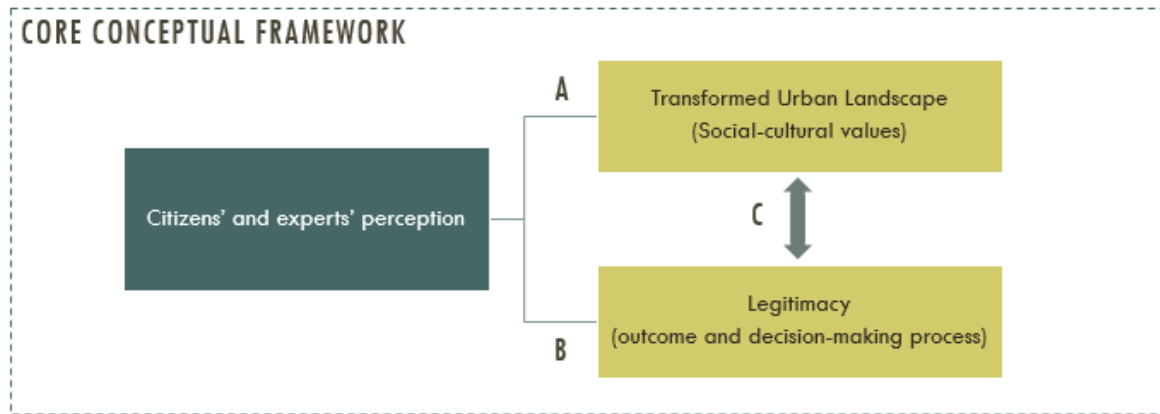 CORE CONCEPTUAL FRAMEWORK
A
Transformed Urban Landscape
(Social-cultural values)
Citizens’ and experts’ perception
C
Legitimacy
(outcome and decision-making process)
B